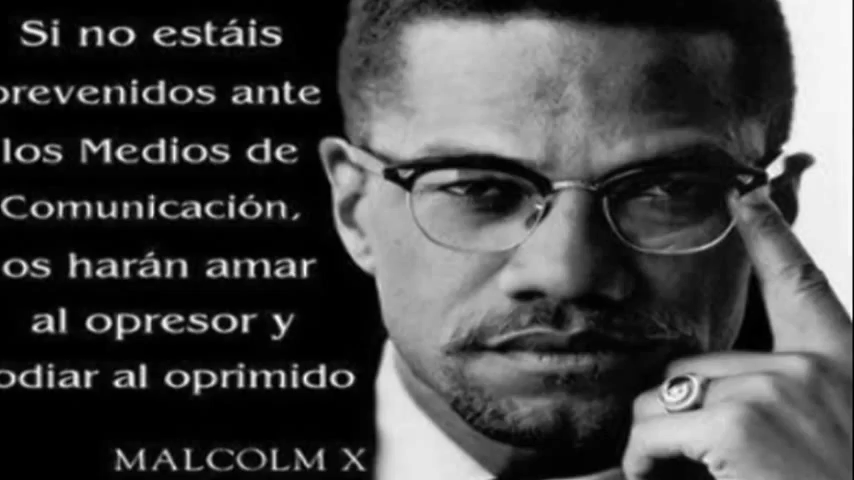 Si no estáis
prevenidos ante
los Medios de
Comunicación,
os harán amar
al opresor y
odiar al oprimido
MALCOLM X